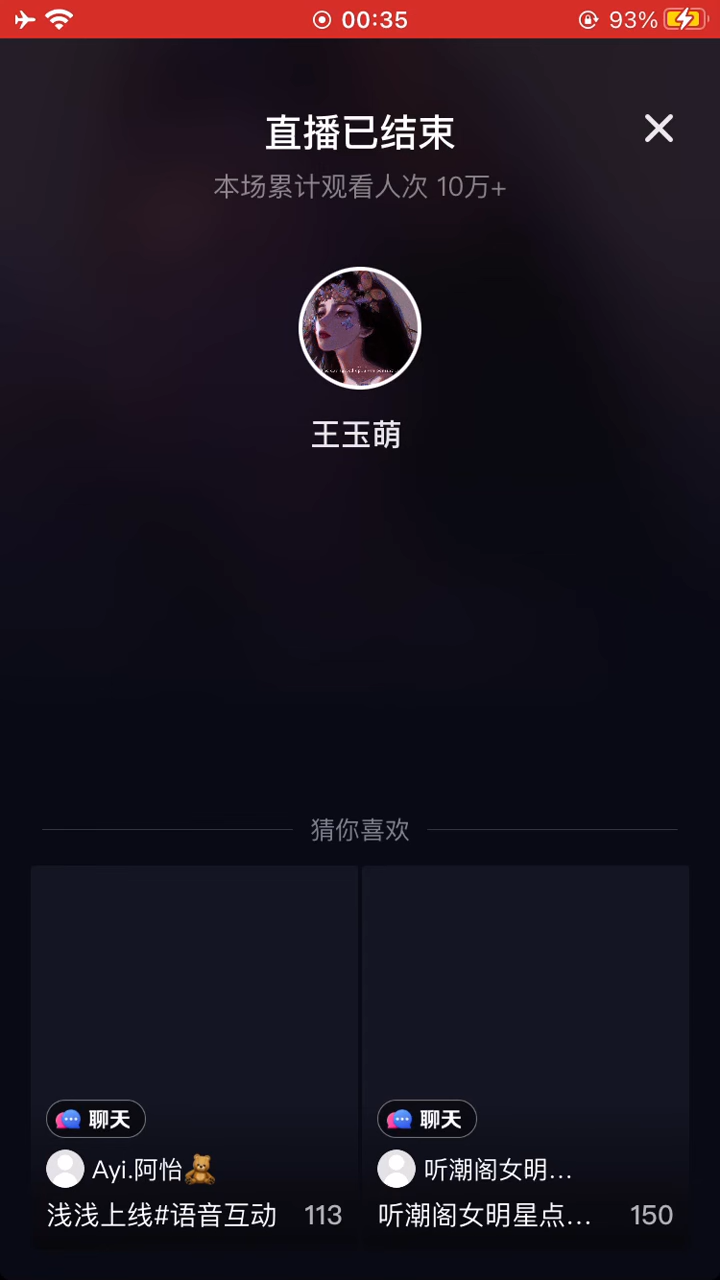 00:35
93%
直播已结束
本场累计观看人次 10万+
王玉萌
猜你喜欢
聊天
Ayi.阿怡🧸
浅浅上线#语音互动 113
聊天
听潮阁女明...
听潮阁女明星点... 150